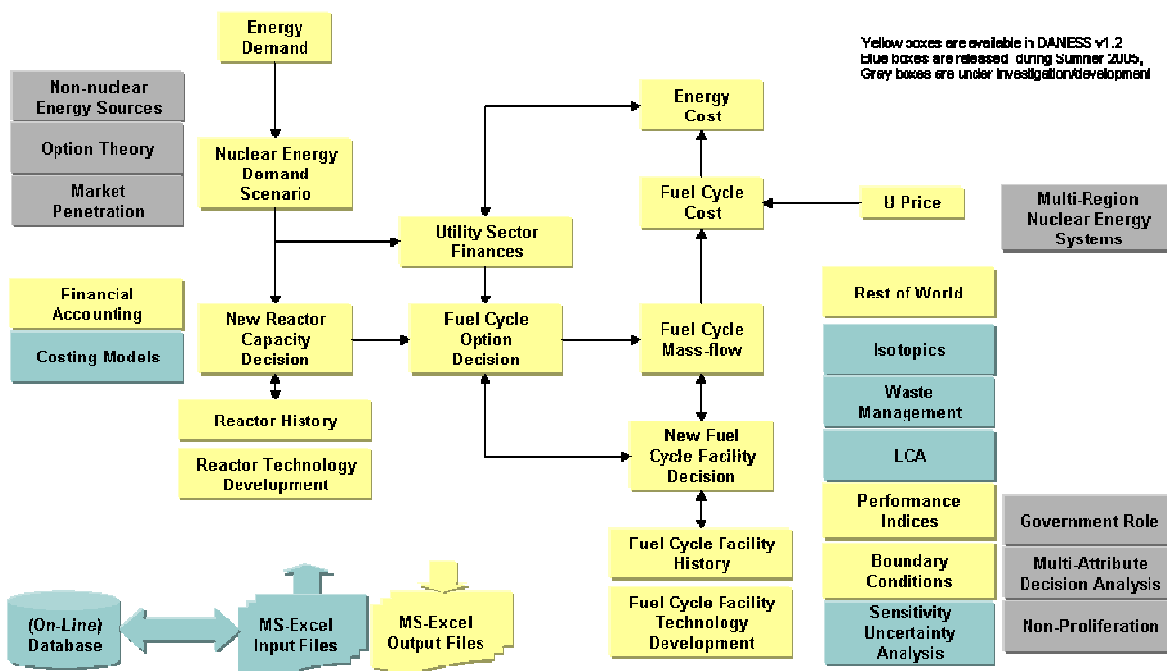 Energy
Demand
Yellow boxes are available in DANESS v1.2
Blue boxes are released during Summer 2005,
Gray boxes are under investigation/development
Non-nuclear
Energy Sources
Option Theory
Market
Penetration
Nuclear Energy
Demand
Scenario
Energy
Cost
Fuel Cycle
Cost
U Price
Multi-Region
Nuclear Energy
Systems
Utility Sector
Finances
Financial
Accounting
Costing Models
New Reactor
Capacity
Decision
Fuel Cycle
Option
Decision
Fuel Cycle
Mass-flow
Rest of World
Isotopics
Waste
Management
LCA
Reactor History
Reactor Technology
Development
New Fuel
Cycle Facility
Decision
Performance
Indices
Government Role
Fuel Cycle Facility
History
Boundary
Conditions
Multi-Attribute
Decision Analysis
Fuel Cycle Facility
Technology
Development
Sensitivity
Uncertainty
Analysis
Non-Proliferation
(On-Line)
Database
MS-Excel
Input Files
MS-Excel
Output Files